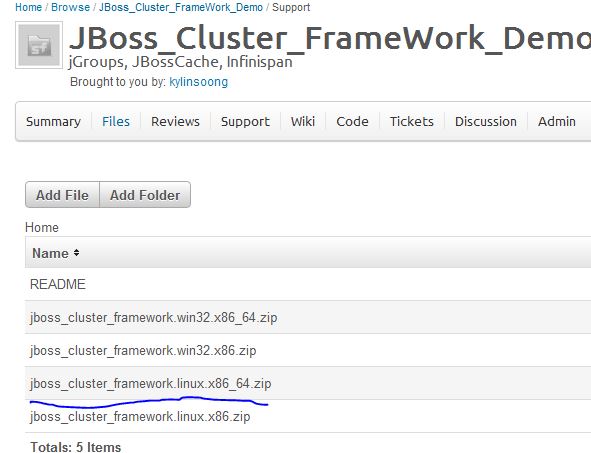 Home / Browse / JBoss_Cluster_FrameWork_Demo / Support
JBoss_Cluster_FrameWork_Demo
jGroups, JBossCache, Infinispan
Brought to you by: kylinsoong
Summary Files Reviews Support Wiki Code Tickets Discussion Admin
Add File Add Folder
Home
Name
README
jboss_cluster_framework.win32.x86_64.zip
jboss_cluster_framework.win32.x86.zip
jboss_cluster_framework.linux.x86_64.zip
jboss_cluster_framework.linux.x86.zip
Totals: 5 Items